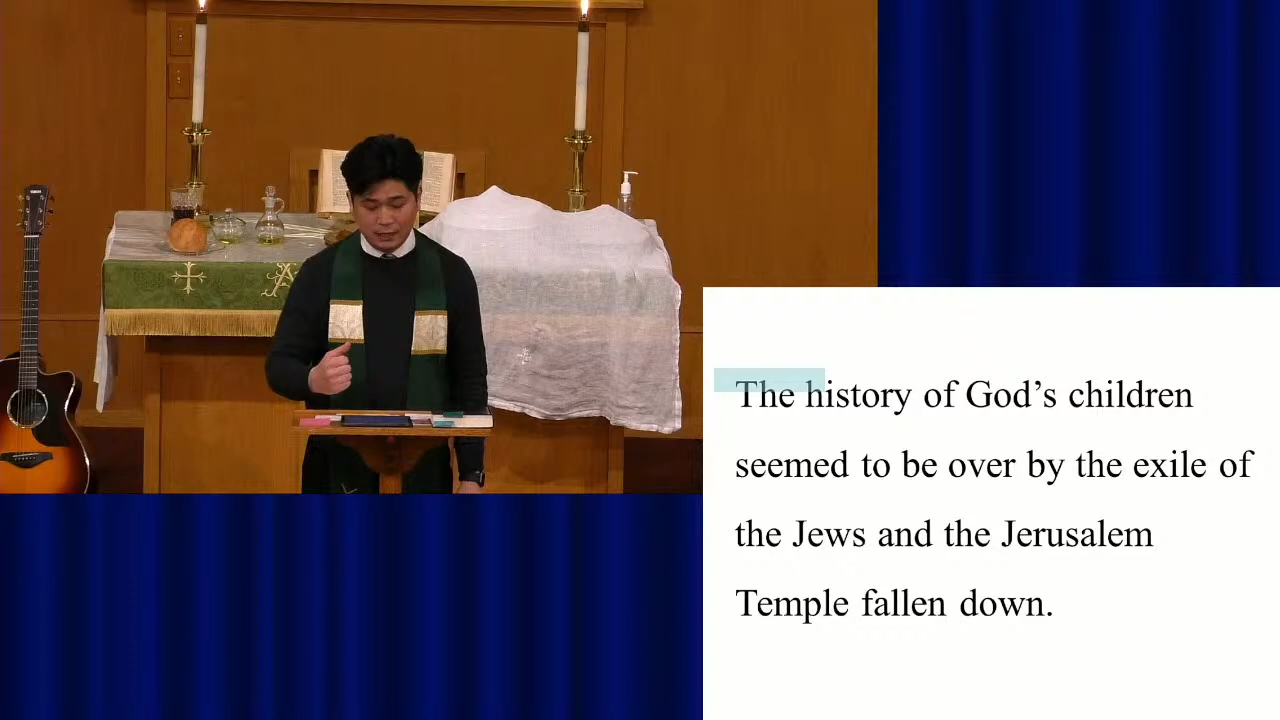 The history of God’s children
seemed to be over by the exile of
the Jews and the Jerusalem
Temple fallen down.